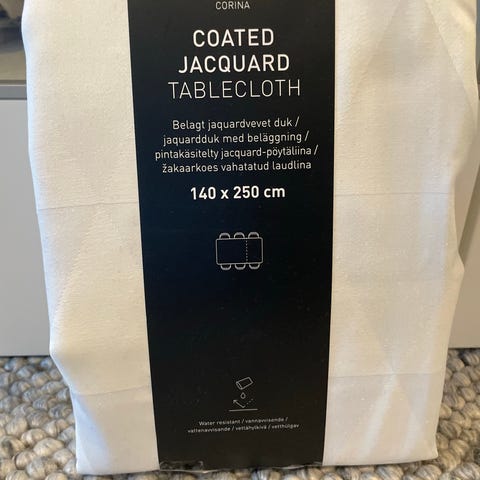 CORINA
COATED
JACQUARD
TABLECLOTH
Belagt jaquardvevet duk /
jaquardduk med beläggning /
pintakäsitelty jacquard-pöytäliina /
žakaarkoes vahatatud laudlina
140 x 250 cm
Water resistant / vannavvisende /
vattenavvisande / vettähylkivä / vetthülgav